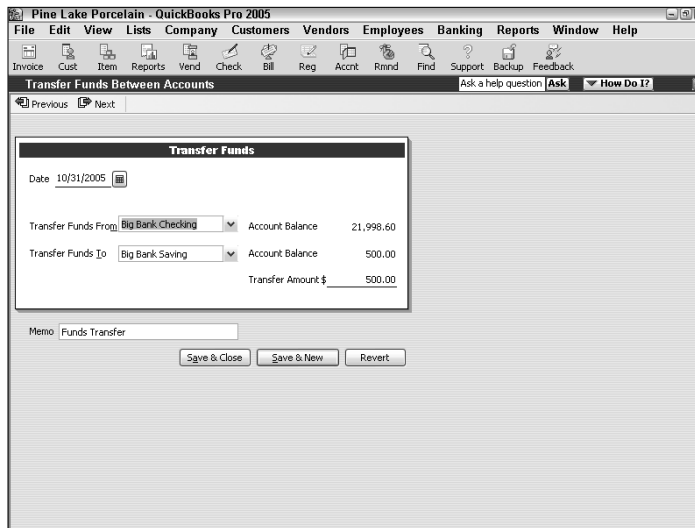 Pine Lake Porcelain - QuickBooks Pro 2005
File Edit View Lists Company Customers Vendors Employees Banking Reports Window Help
Invoice Cust Item Reports Vend Check Bill Reg Accnt Rmnd Find Support Backup Feedback
Transfer Funds Between Accounts Ask a help question Ask How Do I?
Previous Next
Transfer Funds
Date 10/31/2005
Transfer Funds From Big Bank Checking Account Balance 21,998.60
Transfer Funds To Big Bank Saving Account Balance 500.00
Transfer Amount $ 500.00
Memo Funds Transfer
Save & Close Save & New Revert